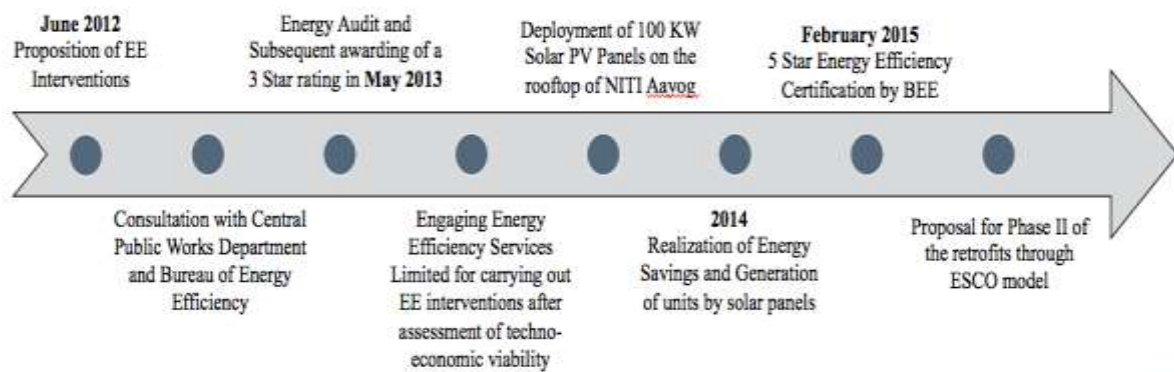 June 2012
Proposition of EE
Interventions
Consultation with Central
Public Works Department
and Bureau of Energy
Efficiency
Energy Audit and
Subsequent awarding of a
3 Star rating in May 2013
Engaging Energy
Efficiency Services
Limited for carrying out
EE interventions after
assessment of techno-
economic viability
Deployment of 100 KW
Solar PV Panels on the
rooftop of NITI Aayog
2014
Realization of Energy
Savings and Generation
of units by solar panels
February 2015
5 Star Energy Efficiency
Certification by BEE
Proposal for Phase II of
the retrofits through
ESCO model